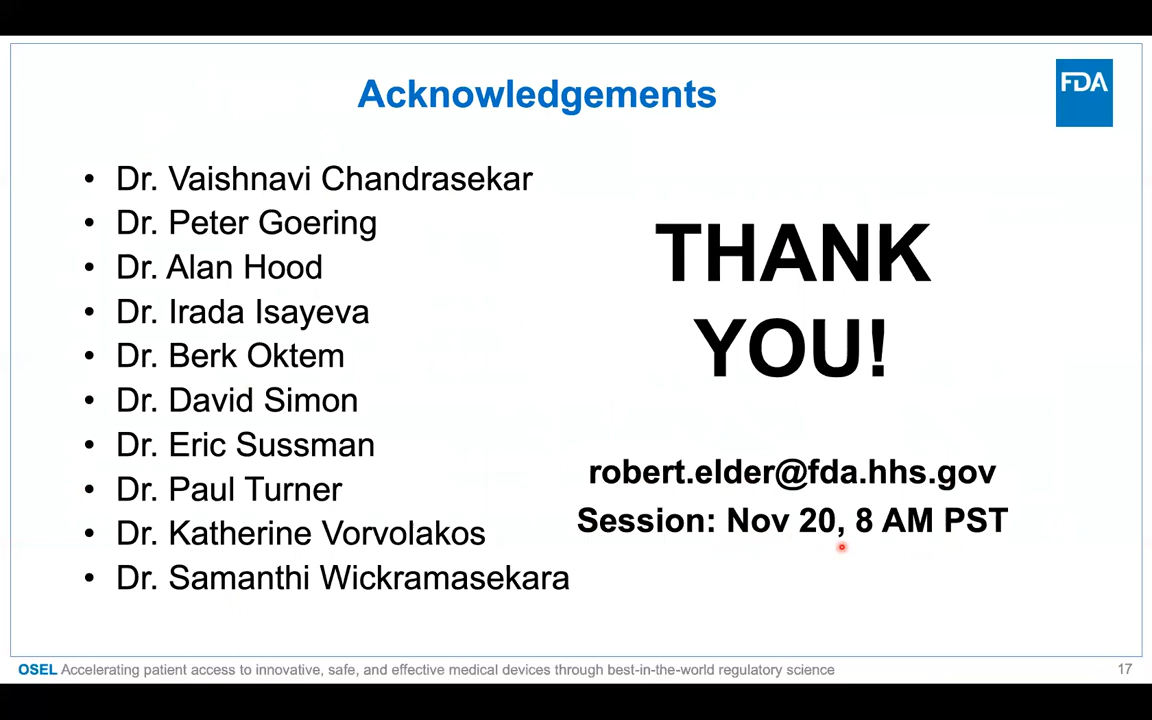 Acknowledgements
FDA
• Dr. Vaishnavi Chandrasekar
• Dr. Peter Goering
• Dr. Alan Hood
• Dr. Irada Isayeva
• Dr. Berk Oktem
• Dr. David Simon
• Dr. Eric Sussman
• Dr. Paul Turner
• Dr. Katherine Vorvolakos
• Dr. Samanthi Wickramasekara
THANK
YOU!
robert.elder@fda.hhs.gov
Session: Nov 20, 8 AM PST
OSEL Accelerating patient access to innovative, safe, and effective medical devices through best-in-the-world regulatory science
17